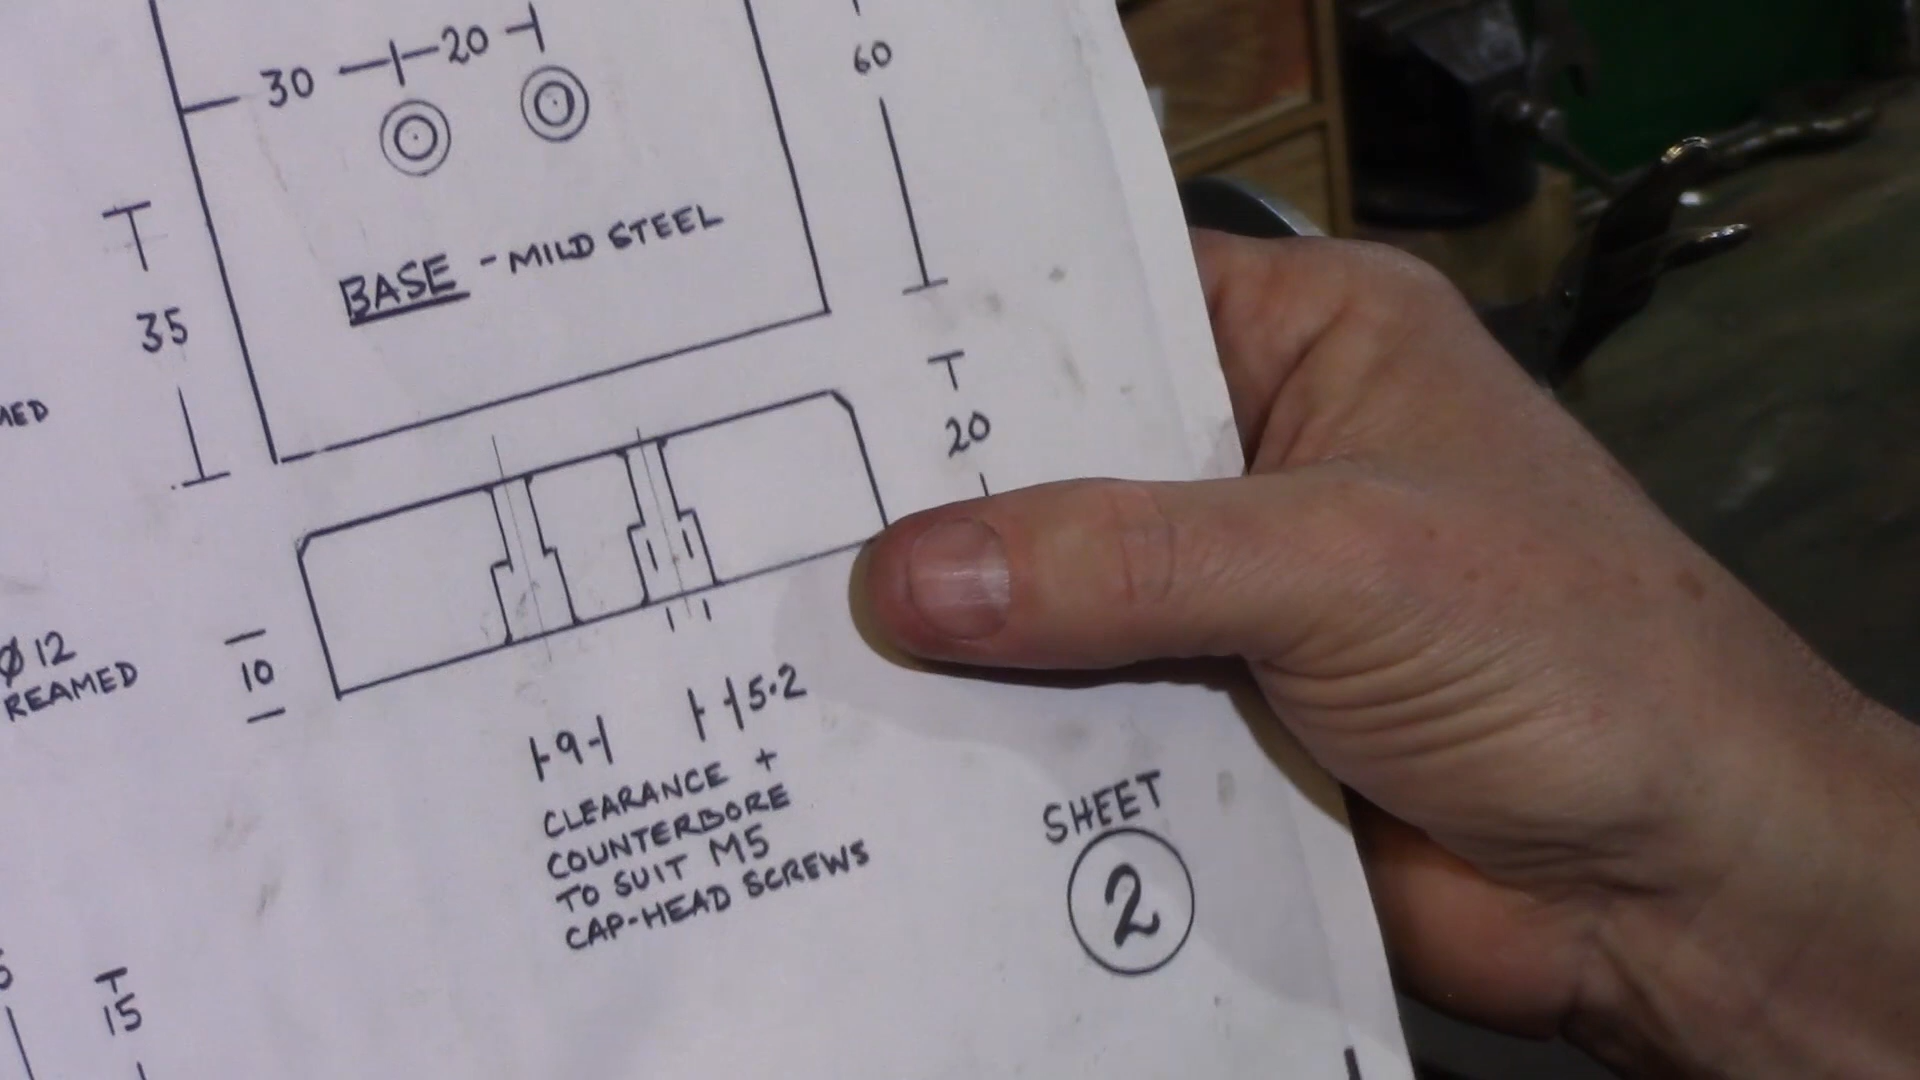 20
30
60
BASE - MILD STEEL
35
20
Ø12
REAMED
10
9
5.2
CLEARANCE +
COUNTERBORE
TO SUIT M5
CAP-HEAD SCREWS
SHEET
2
15